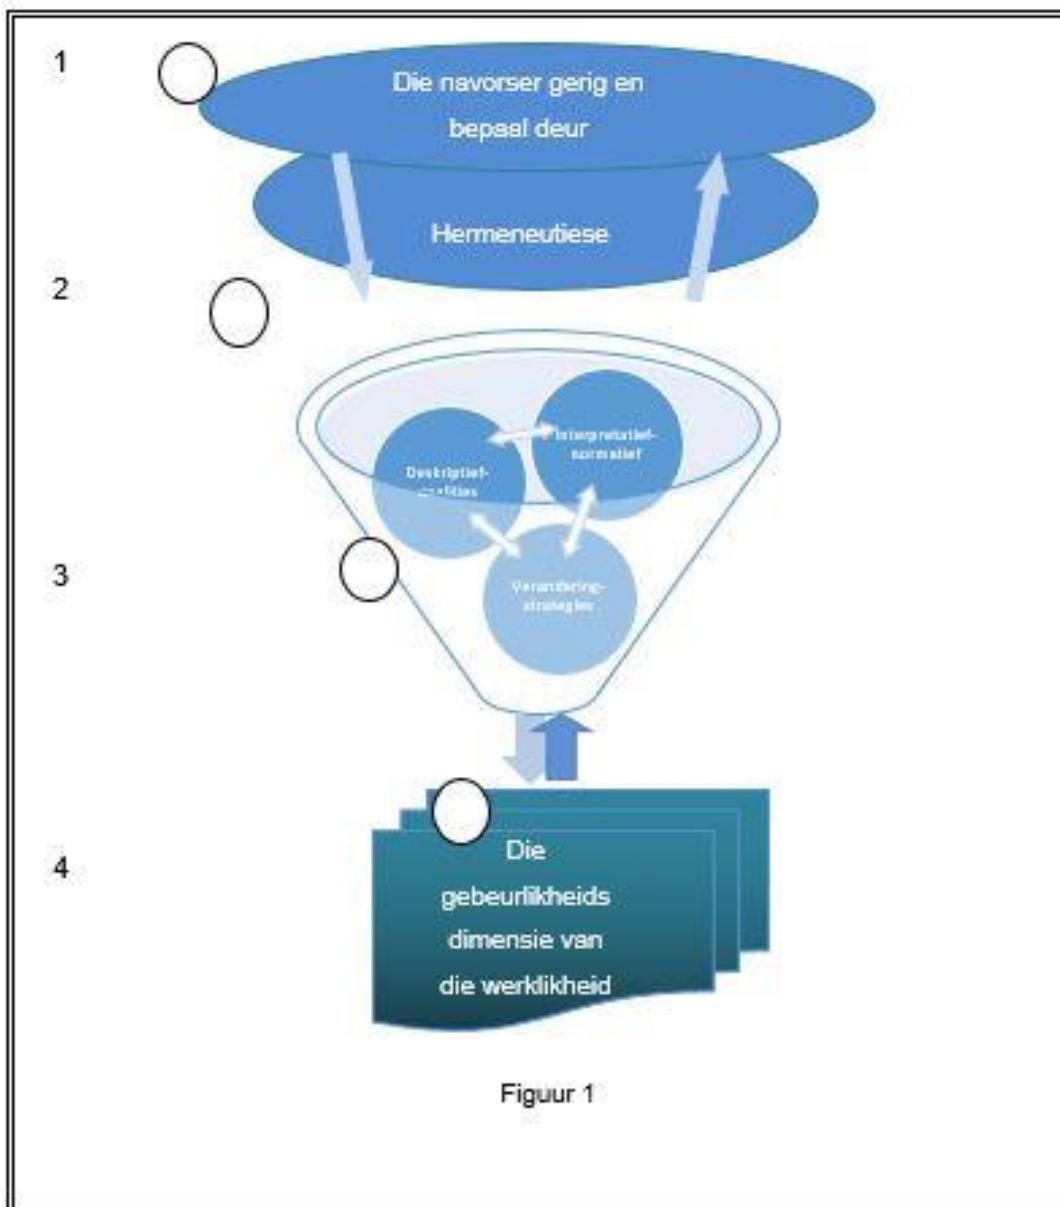 1
Die navorser gerig en
bepaal deur
Hermeneutiese
2
Interpretatief-
normatief
Deskriptief-
3
Verandering-
strategies
4
Die
gebeurlikheids
dimensie van
die werklikheid
Figuur 1